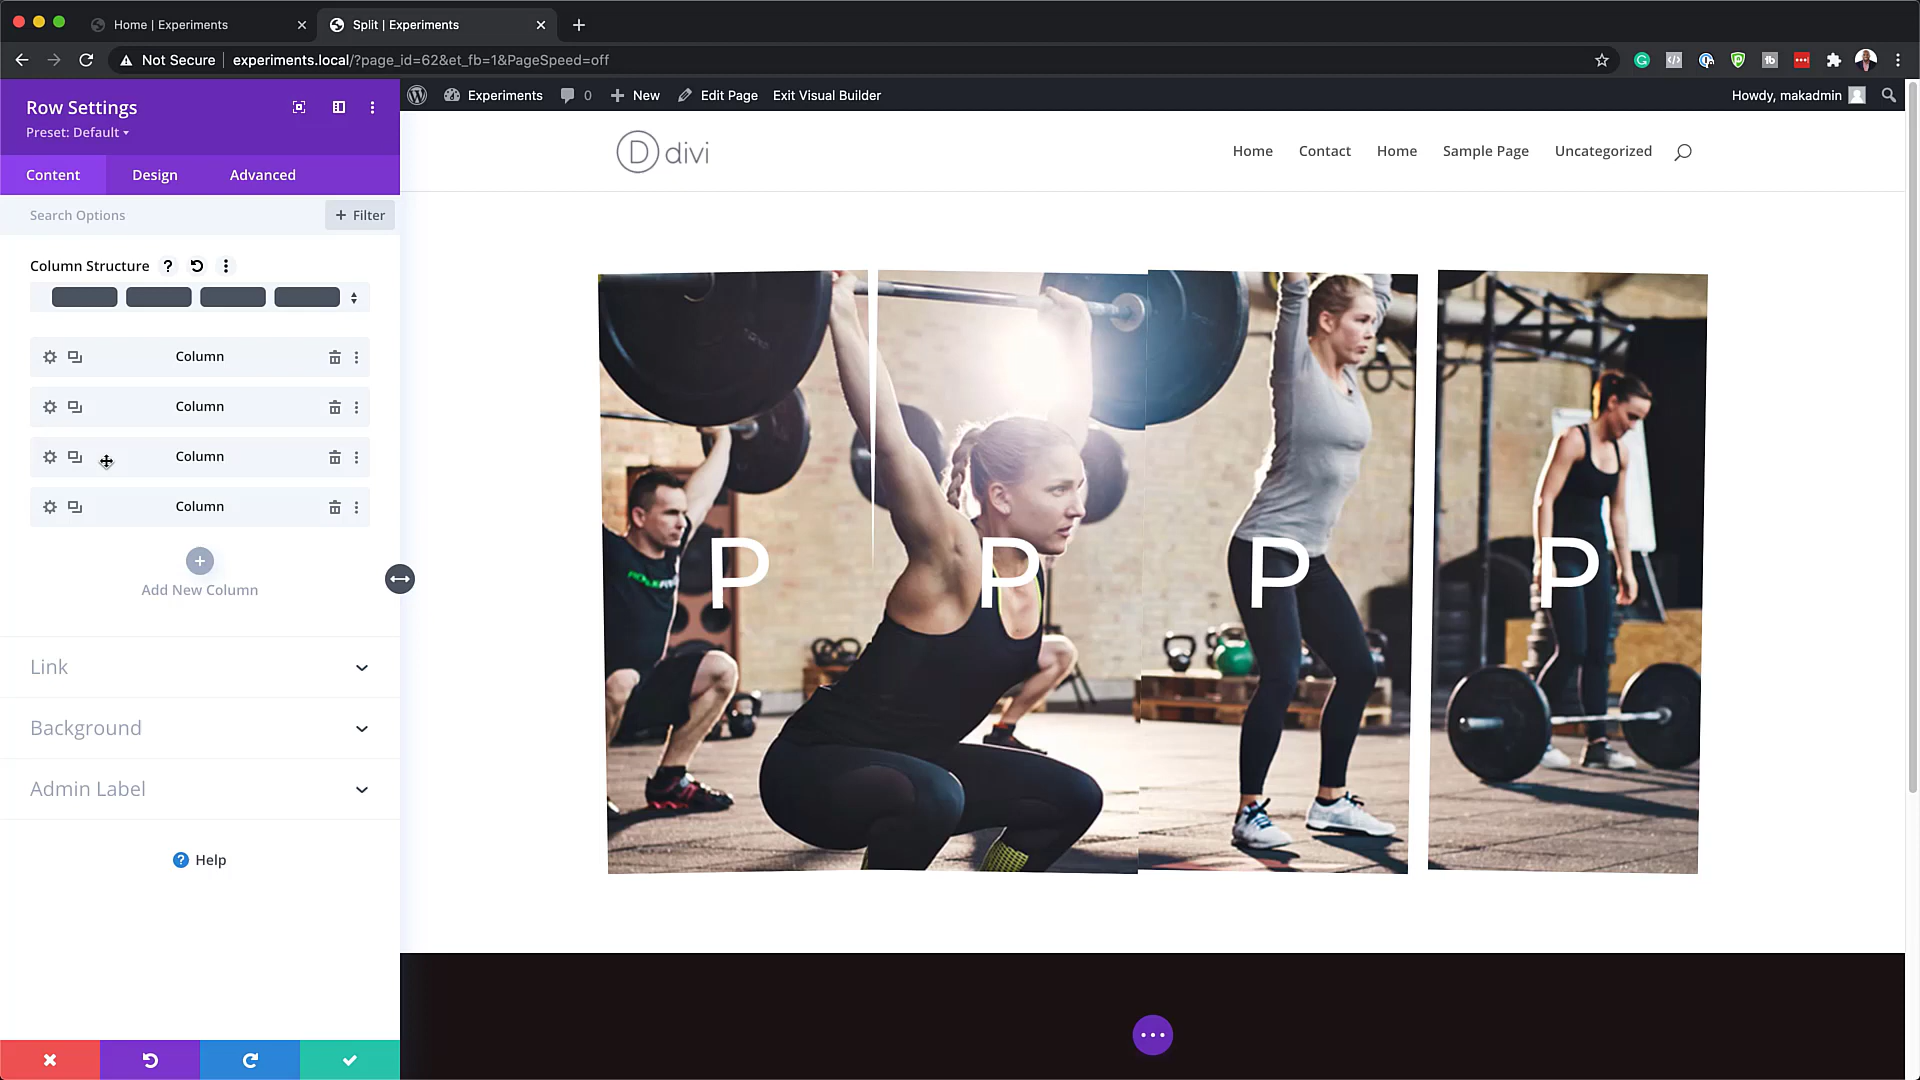 Home | Experiments
Split | Experiments
Not Secure
experiments.local/?page_id=62&et_fb=1&PageSpeed=off
Row Settings
Preset: Default
Content
Design
Advanced
Search Options
+ Filter
Column Structure
Column
Column
Column
Column
Add New Column
Link
Background
Admin Label
Help
Experiments
0
New
Edit Page
Exit Visual Builder
Howdy, makadmin
D divi
Home
Contact
Home
Sample Page
Uncategorized
P
P
P
P